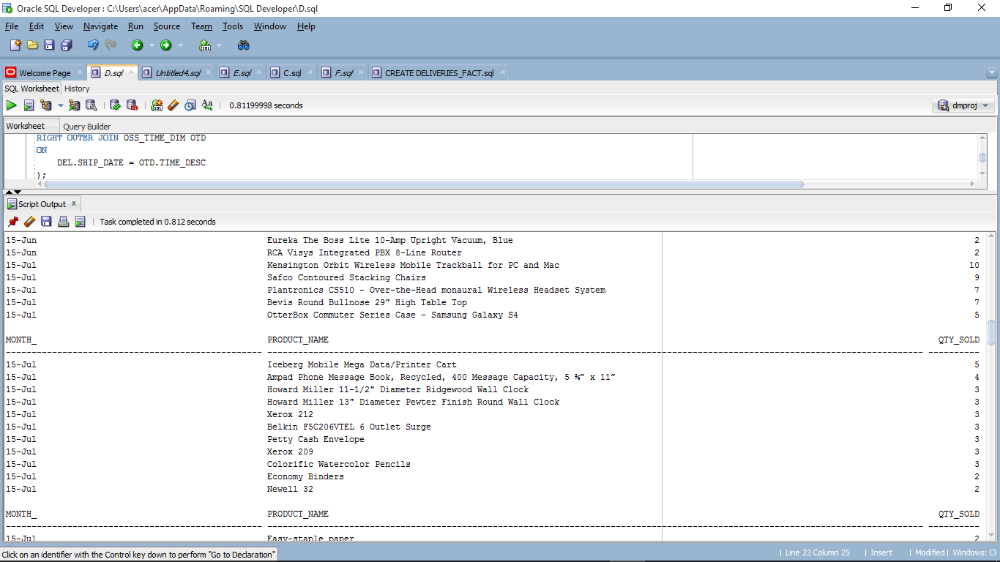 Oracle SQL Developer : C:\Users\acer\AppData\Roaming\SQL Developer\D.sql
File Edit View Navigate Run Source Team Tools Window Help
Welcome Page D.sql Untitled4.sql E.sql C.sql F.sql CREATE DELIVERIES_FACT.sql
SQL Worksheet History
0.81199998 seconds dmproj
Worksheet Query Builder
RIGHT OUTER JOIN OSS_TIME_DIM OTD
ON
DEL.SHIP_DATE = OTD.TIME_DESC
);
Script Output x
Task completed in 0.812 seconds
15-Jun Eureka The Boss Lite 10-Amp Upright Vacuum, Blue 2
15-Jun RCA Visys Integrated PBX 8-Line Router 2
15-Jul Kensington Orbit Wireless Mobile Trackball for PC and Mac 10
15-Jul Safco Contoured Stacking Chairs 9
15-Jul Plantronics CS510 - Over-the-Head monaural Wireless Headset System 7
15-Jul Bevis Round Bullnose 29" High Table Top 7
15-Jul OtterBox Commuter Series Case - Samsung Galaxy S4 5
MONTH_ PRODUCT_NAME QTY_SOLD
15-Jul Iceberg Mobile Mega Data/Printer Cart 5
15-Jul Ampad Phone Message Book, Recycled, 400 Message Capacity, 5 ¾” x 11” 4
15-Jul Howard Miller 11-1/2" Diameter Ridgewood Wall Clock 3
15-Jul Howard Miller 13" Diameter Pewter Finish Round Wall Clock 3
15-Jul Xerox 212 3
15-Jul Belkin F5C206VTEL 6 Outlet Surge 3
15-Jul Petty Cash Envelope 3
15-Jul Xerox 209 3
15-Jul Colorific Watercolor Pencils 3
15-Jul Economy Binders 2
15-Jul Newell 32 2
MONTH_ PRODUCT_NAME QTY_SOLD
15-Jul Easy-staple paper 2
Click on an identifier with the Control key down to perform "Go to Declaration" | Line 23 Column 25 | Insert | Modified | Windows: CF